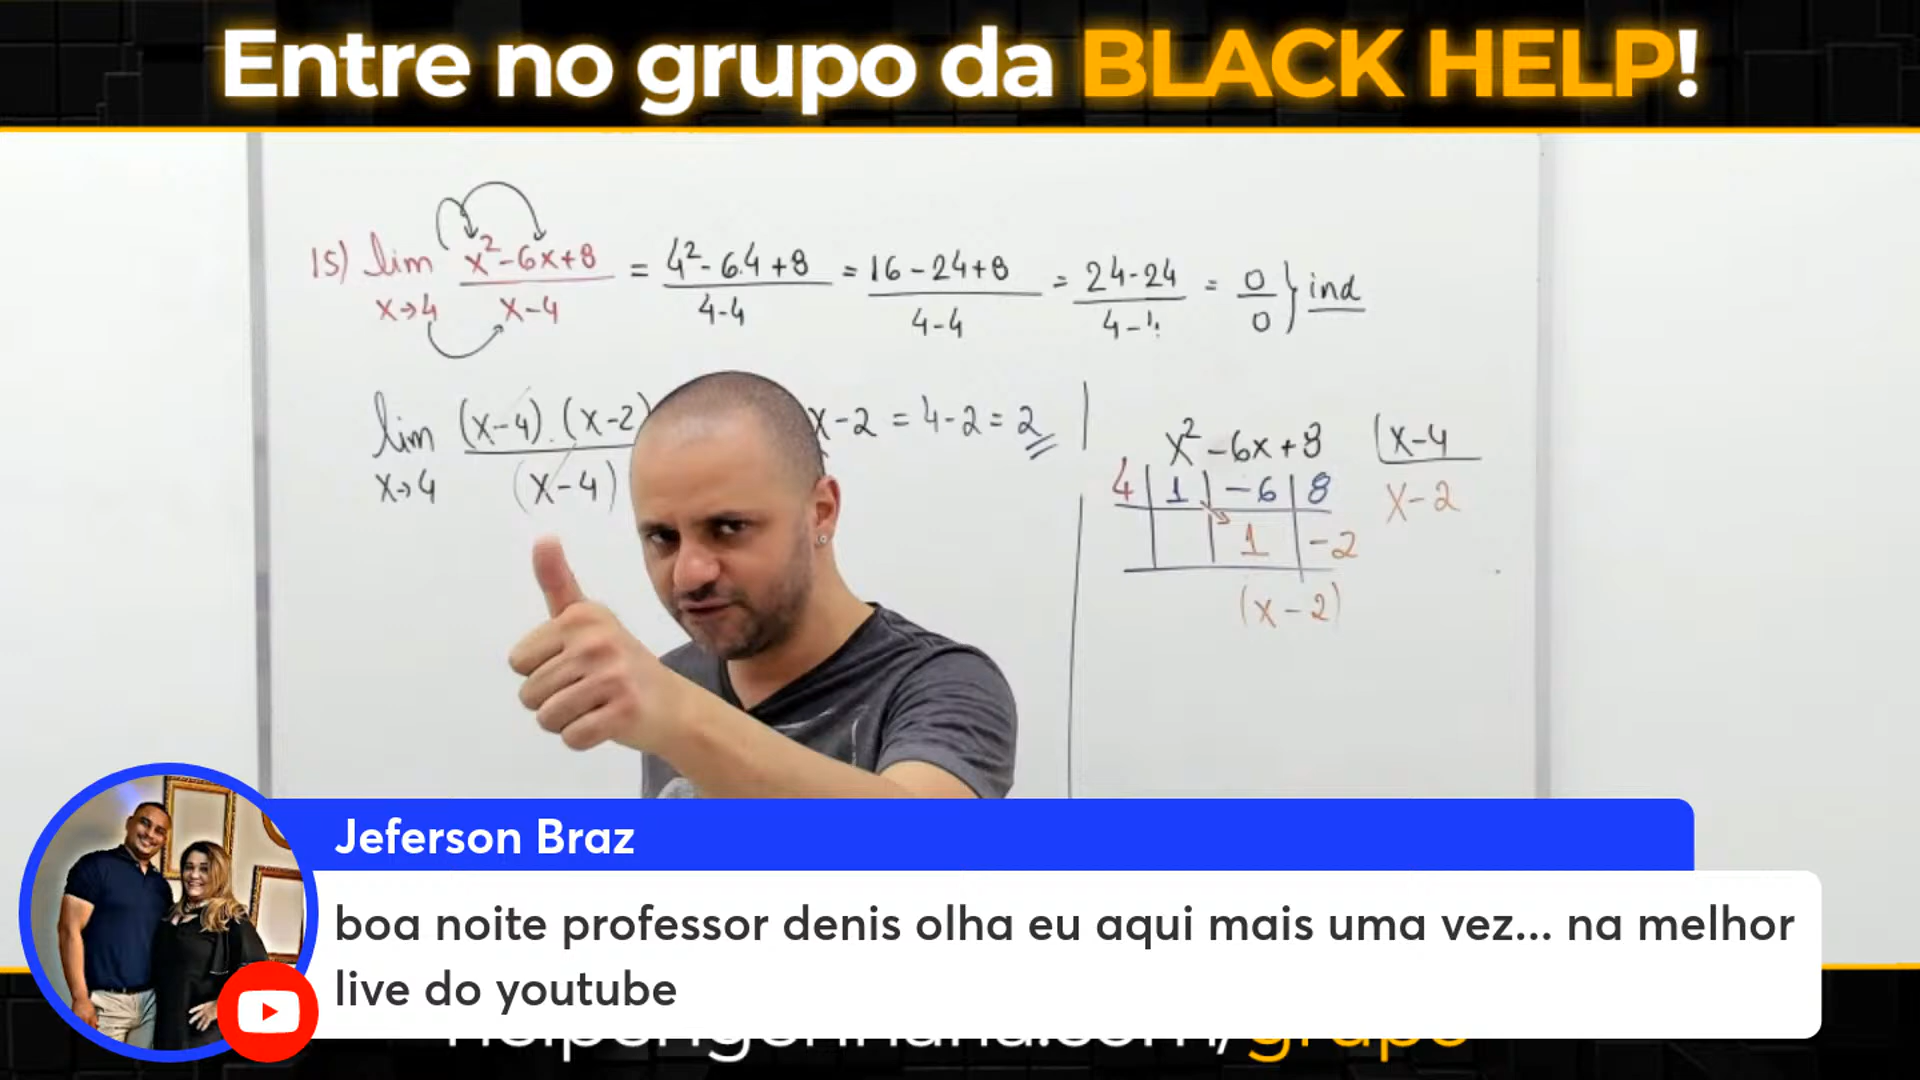 Entre no grupo da BLACK HELP!
15) lim x²-6x+8 = 4²-6.4+8 = 16-24+8 = 24-24 = 0 } ind
x→4 x-4 4-4 4-4 4-4 0
lim (x-4).(x-2) x-2 = 4-2 = 2
x→4 (x-4)
x²-6x+8 x-4
4 1 -6 8 x-2
1 -2
(x-2)
Jeferson Braz
boa noite professor denis olha eu aqui mais uma vez... na melhor
live do youtube